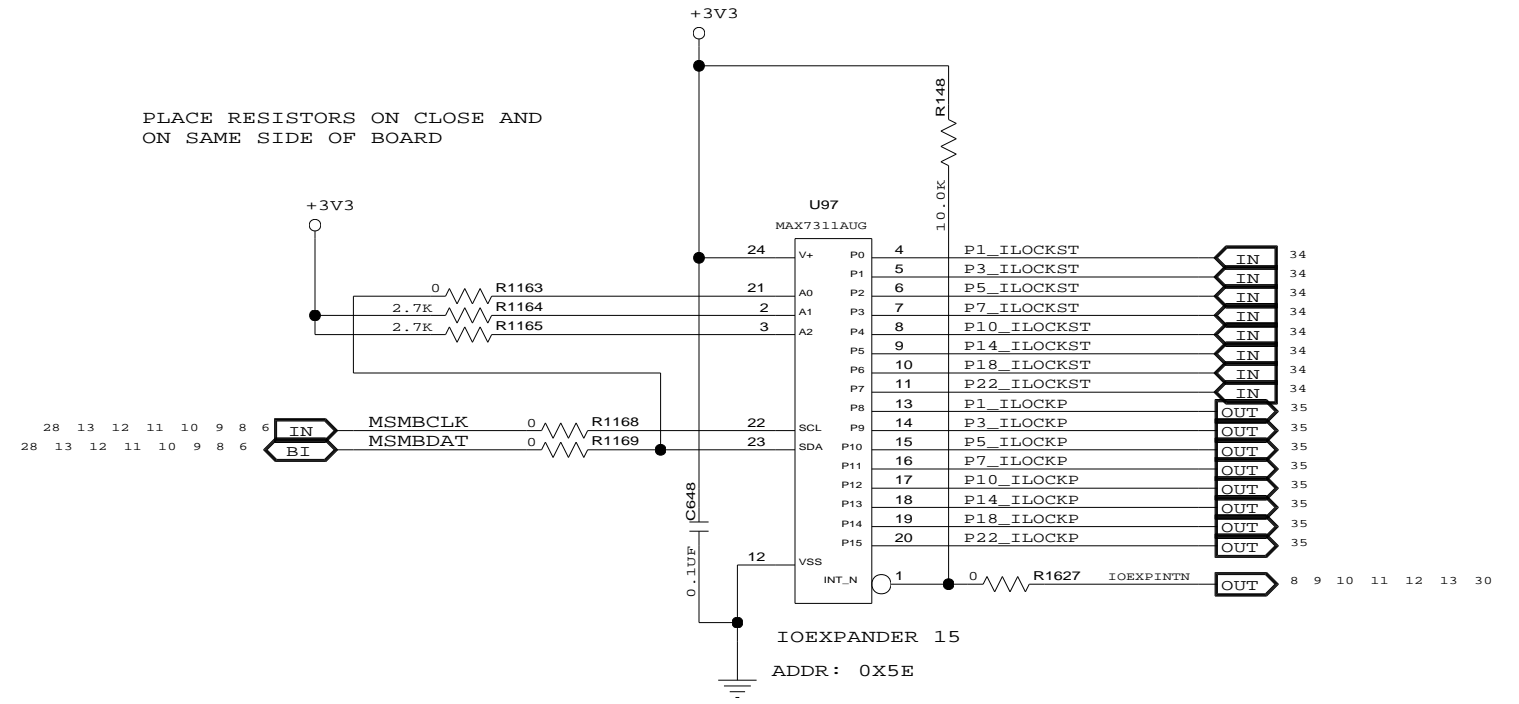 +3V3
PLACE RESISTORS ON CLOSE AND
ON SAME SIDE OF BOARD
R148
10.0K
+3V3
U97
MAX7311AUG
24 V+ P0 4 P1_ILOCKST IN 34
P1 5 P3_ILOCKST IN 34
0 R1163 21 A0 P2 6 P5_ILOCKST IN 34
2.7K R1164 2 A1 P3 7 P7_ILOCKST IN 34
2.7K R1165 3 A2 P4 8 P10_ILOCKST IN 34
P5 9 P14_ILOCKST IN 34
P6 10 P18_ILOCKST IN 34
P7 11 P22_ILOCKST IN 34
P8 13 P1_ILOCKP OUT 35
28 13 12 11 10 9 8 6 IN MSMBCLK 0 R1168 22 SCL P9 14 P3_ILOCKP OUT 35
28 13 12 11 10 9 8 6 BI MSMBDAT 0 R1169 23 SDA P10 15 P5_ILOCKP OUT 35
P11 16 P7_ILOCKP OUT 35
P12 17 P10_ILOCKP OUT 35
C648 P13 18 P14_ILOCKP OUT 35
P14 19 P18_ILOCKP OUT 35
P15 20 P22_ILOCKP OUT 35
0.1UF 12 VSS
INT_N 1 0 R1627 IOEXPINTN OUT 8 9 10 11 12 13 30
IOEXPANDER 15
ADDR: 0X5E